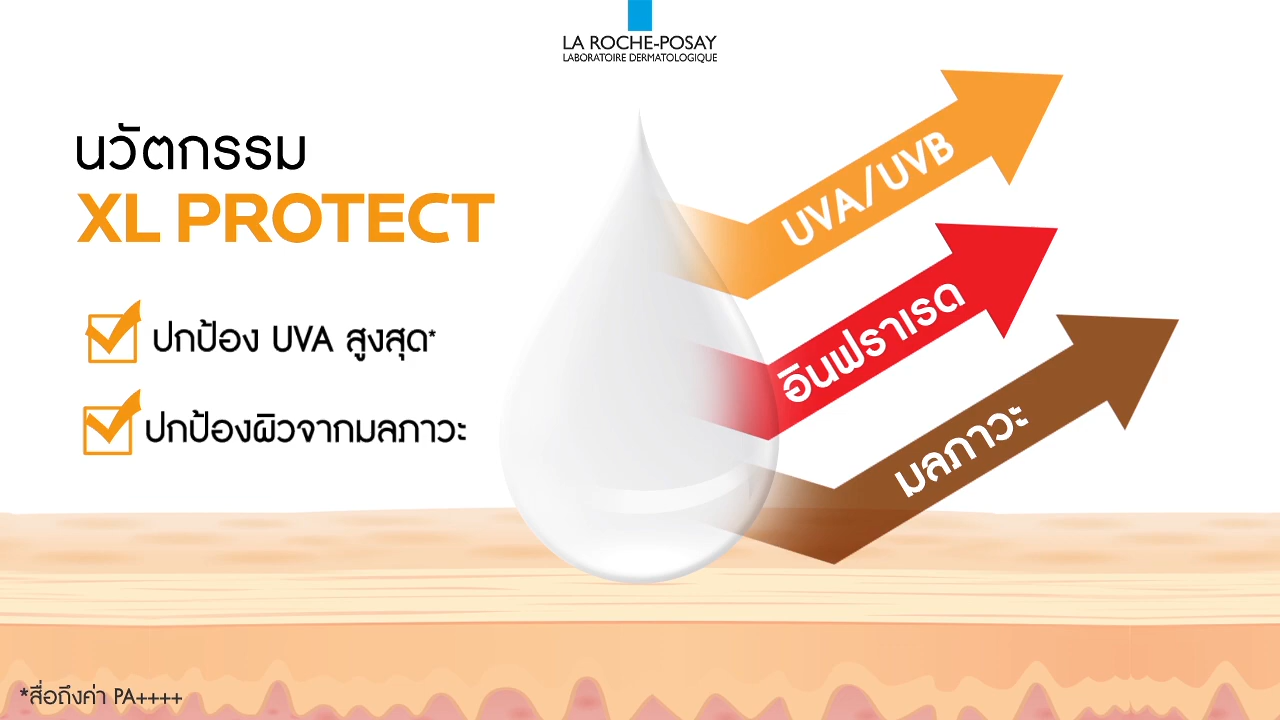 LA ROCHE-POSAY
LABORATOIRE DERMATOLOGIQUE
นวัตกรรม
XL PROTECT
ปกป้อง UVA สูงสุด*
ปกป้องผิวจากมลภาวะ
UVA/UVB
อินฟราเรด
มลภาวะ
*สื่อถึงค่า PA++++